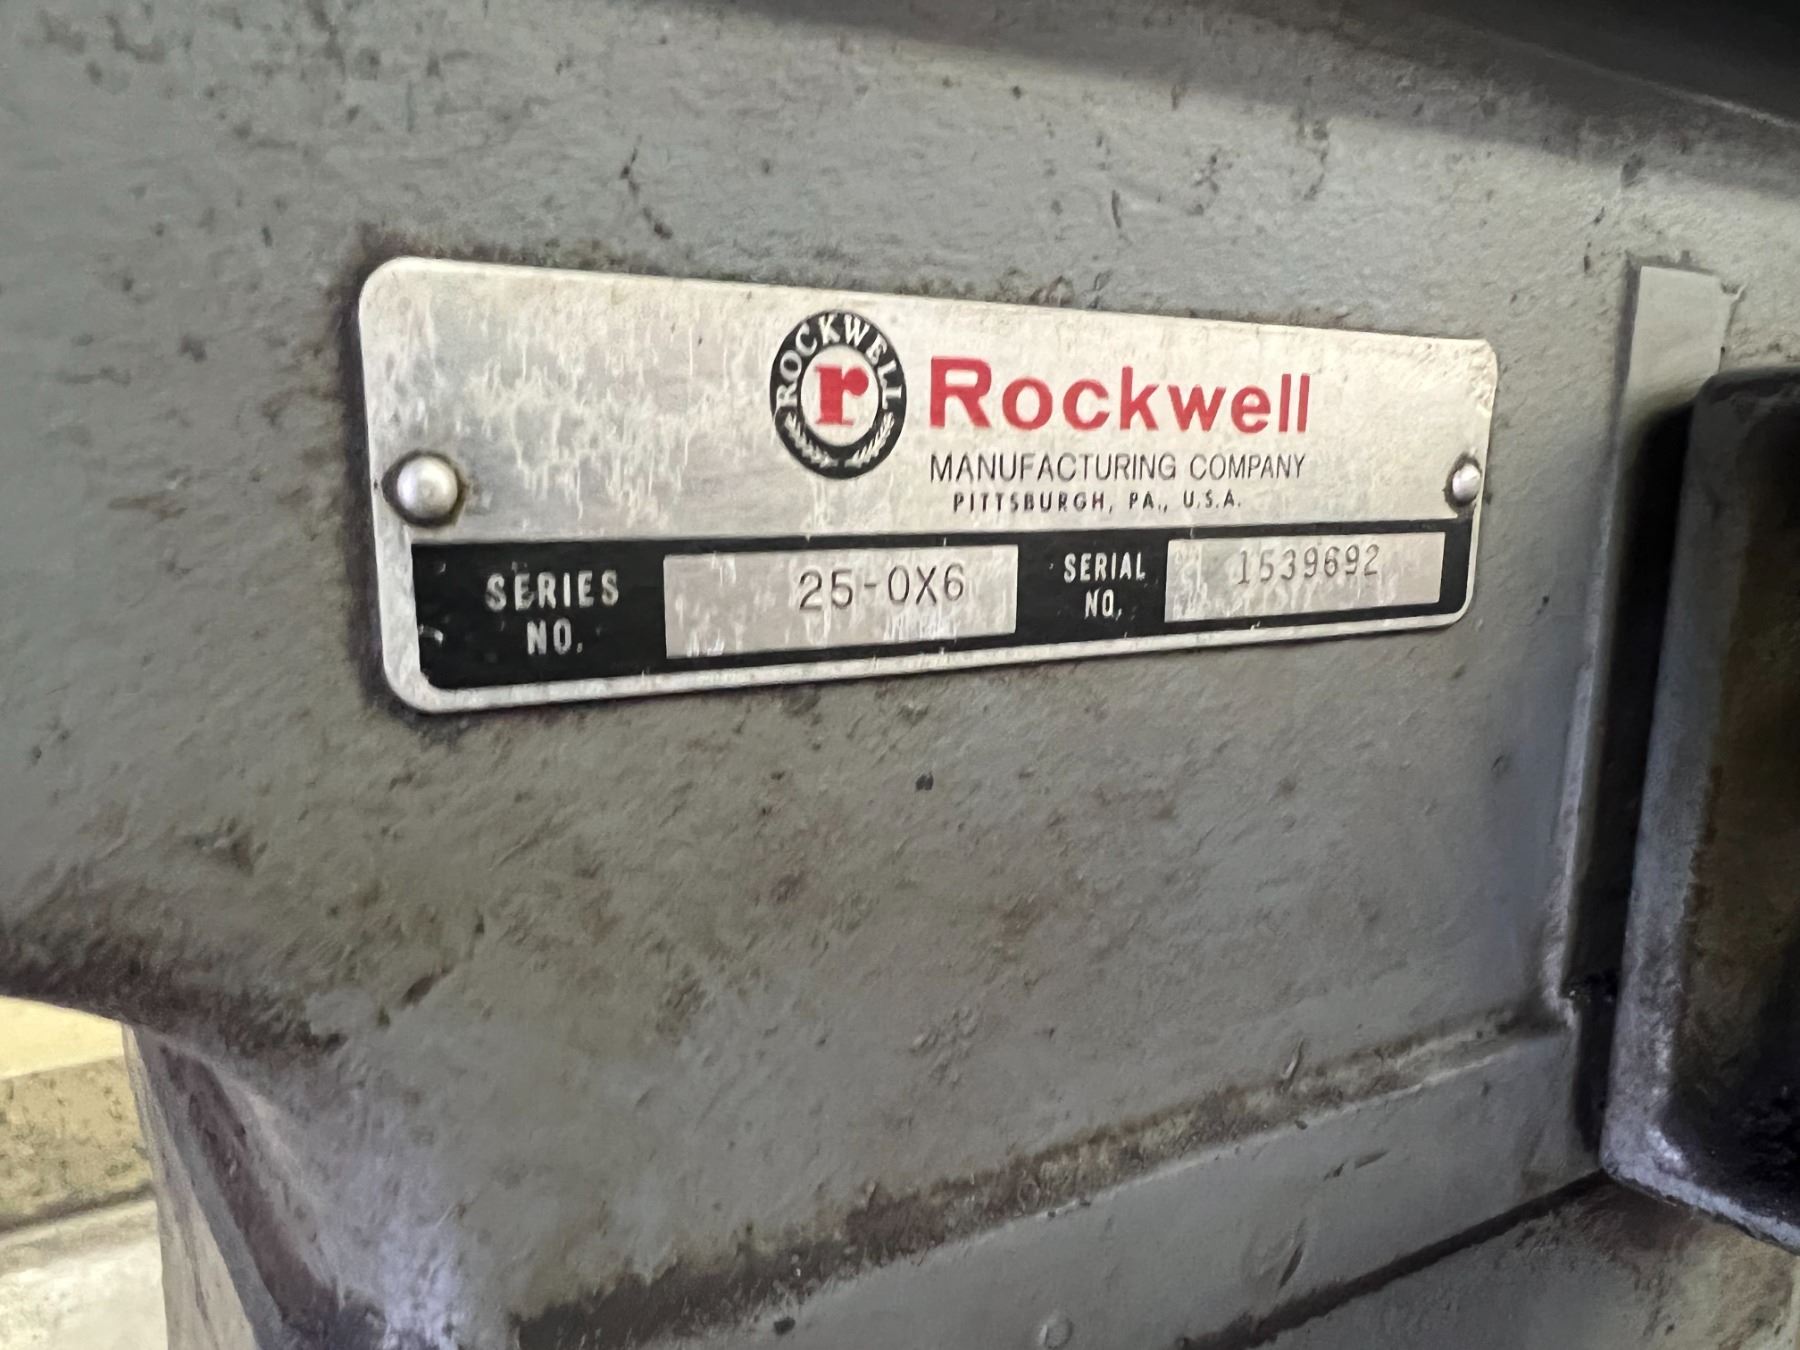 ROCKWELL
r
Rockwell
MANUFACTURING COMPANY
PITTSBURGH, PA., U.S.A.
SERIES NO. 25-0X6
SERIAL NO. 1539692